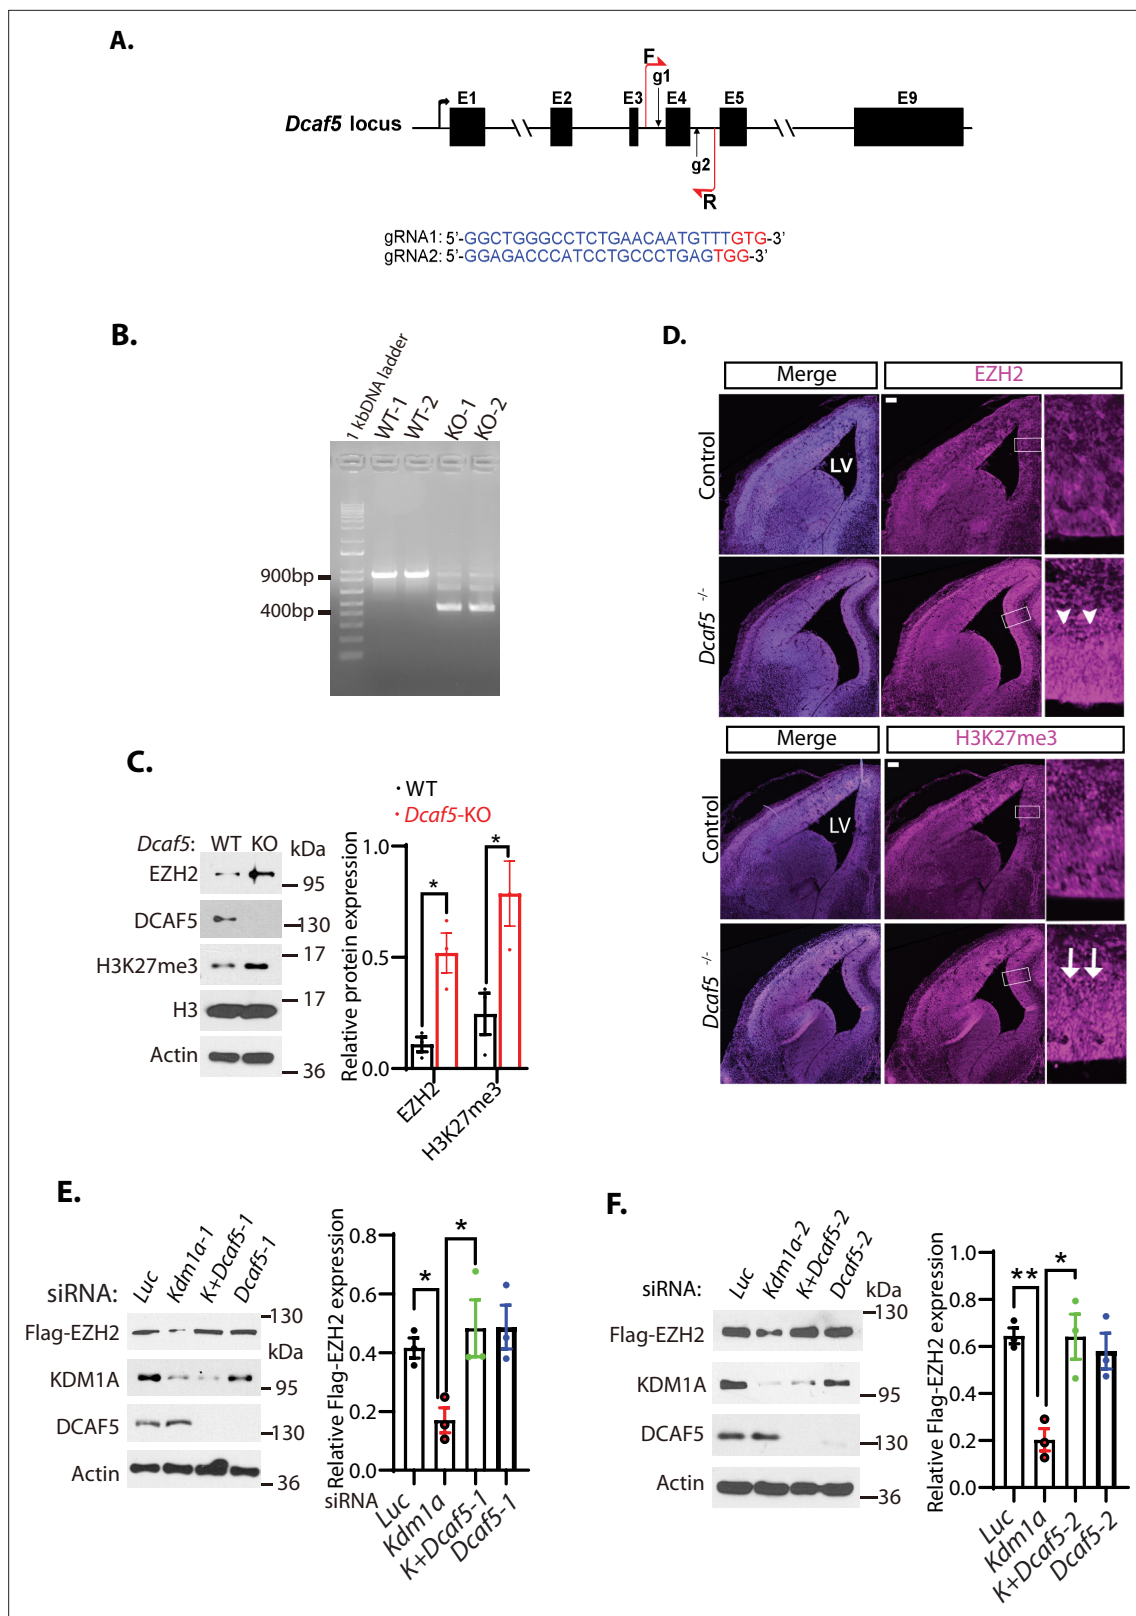 A.
F
g1
E1 E2 E3 E4 E5 E9
Dcaf5 locus
g2
R
gRNA1: 5'-GGCTGGGCCTCTGAACAATGTTTGTG-3'
gRNA2: 5'-GGAGACCCATCCTGCCCTGAGTGG-3'
B.
1 kbDNA ladder
WT-1
WT-2
KO-1
KO-2
900bp
400bp
C.
Dcaf5: WT KO kDa
EZH2
95
DCAF5
130
H3K27me3
17
H3
17
Actin
36
WT
Dcaf5-KO
Relative protein expression
1.0
0.5
0.0
* *
EZH2
H3K27me3
D.
Merge EZH2
Control
LV
Dcaf5 -/-
Merge H3K27me3
Control
LV
Dcaf5 -/-
E.
siRNA:
Luc
Kdm1a-1
K+Dcaf5-1
Dcaf5-1
130
Flag-EZH2
kDa
KDM1A
95
DCAF5
130
Actin
36
Relative Flag-EZH2 expression
0.8
0.6
0.4
0.2
0.0
* *
siRNA
Luc
Kdm1a
K+Dcaf5-1
Dcaf5-1
F.
siRNA:
Luc
Kdm1a-2
K+Dcaf5-2
Dcaf5-2
kDa
130
Flag-EZH2
KDM1A
95
DCAF5
130
Actin
36
Relative Flag-EZH2 expression
1.0
0.8
0.6
0.4
0.2
0.0
** *
Luc
Kdm1a
K+Dcaf5-2
Dcaf5-2